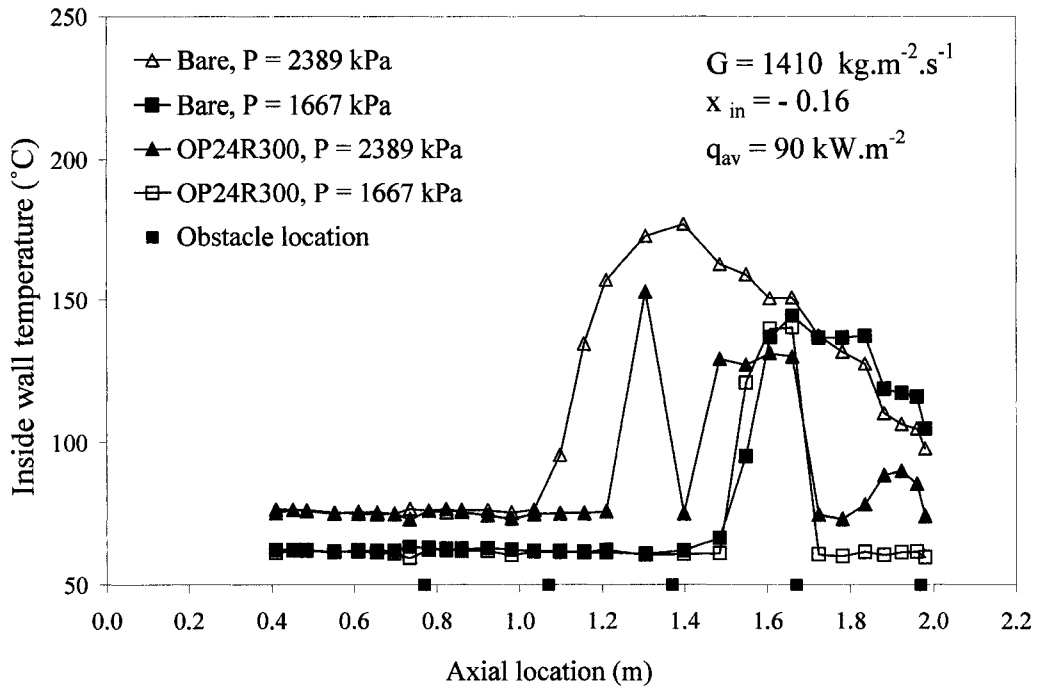 Inside wall temperature (˚C)
250
200
150
100
50
Bare, P = 2389 kPa
Bare, P = 1667 kPa
OP24R300, P = 2389 kPa
OP24R300, P = 1667 kPa
Obstacle location
G = 1410 kg.m⁻².s⁻¹
x in = - 0.16
qav = 90 kW.m⁻²
0.0 0.2 0.4 0.6 0.8 1.0 1.2 1.4 1.6 1.8 2.0 2.2
Axial location (m)